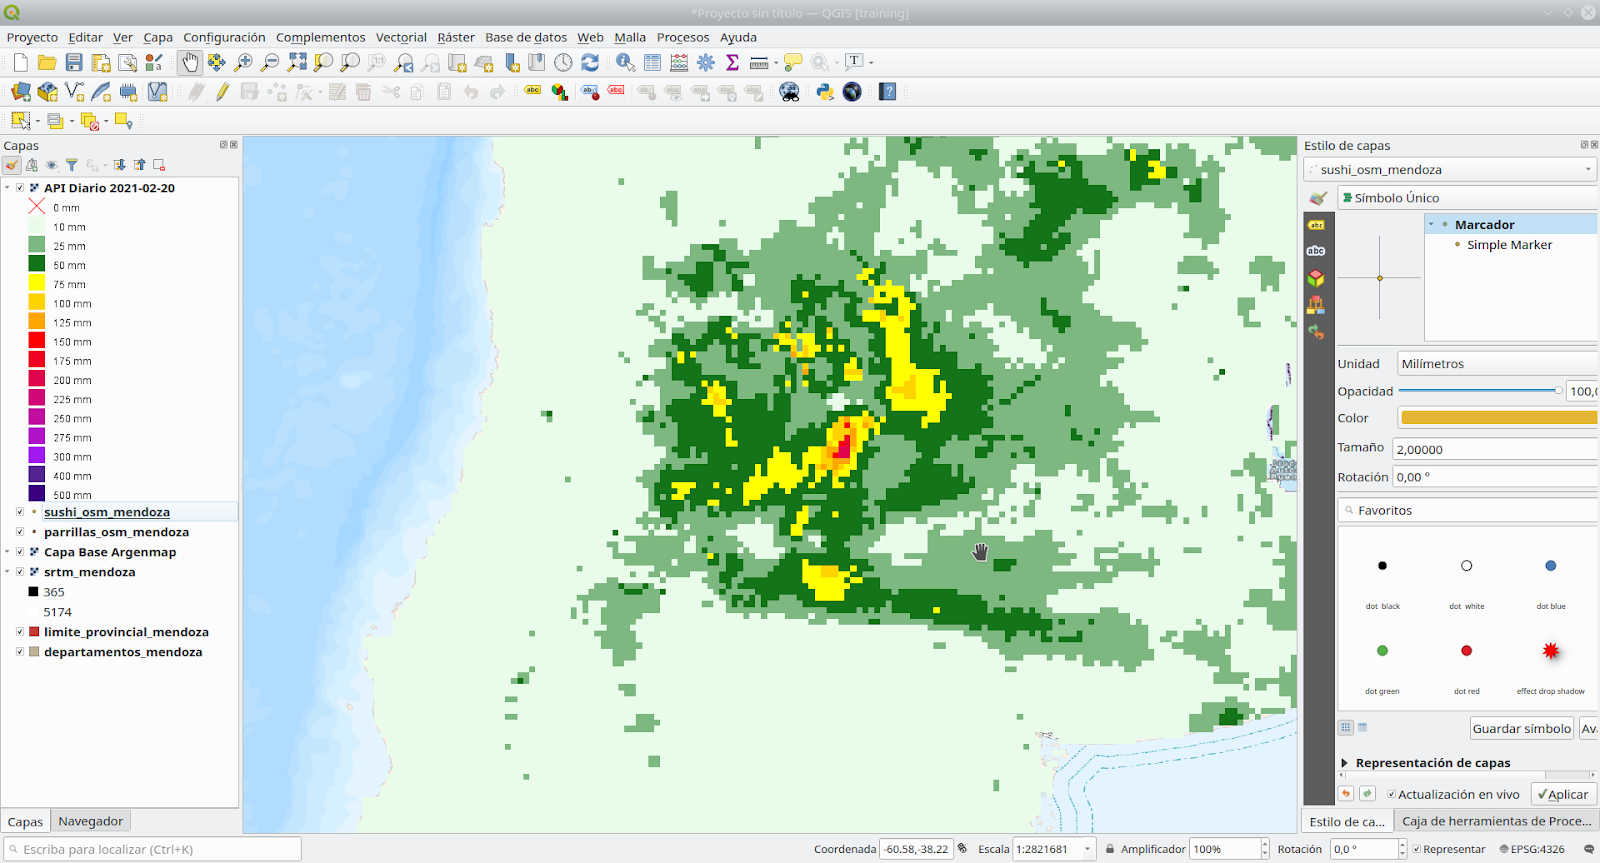 *Proyecto sin título — QGIS [training]
Proyecto Editar Ver Capa Configuración Complementos Vectorial Ráster Base de datos Web Malla Procesos Ayuda
Capas
API Diario 2021-02-20
0 mm
10 mm
25 mm
50 mm
75 mm
100 mm
125 mm
150 mm
175 mm
200 mm
225 mm
250 mm
275 mm
300 mm
400 mm
500 mm
sushi_osm_mendoza
parrillas_osm_mendoza
Capa Base Argenmap
srtm_mendoza
365
5174
limite_provincial_mendoza
departamentos_mendoza
Capas Navegador
Estilo de capas
sushi_osm_mendoza
Símbolo Único
Marcador
Simple Marker
Unidad Milímetros
Opacidad 100,
Color
Tamaño 2,00000
Rotación 0,00 °
Favoritos
dot black dot white dot blue
dot green dot red effect drop shadow
Guardar símbolo Av
Representación de capas
Actualización en vivo Aplicar
Estilo de ca... Caja de herramientas de Proce...
Escriba para localizar (Ctrl+K)
Coordenada -60.58,-38.22 Escala 1:2821681 Amplificador 100% Rotación 0,0 ° Representar EPSG:4326